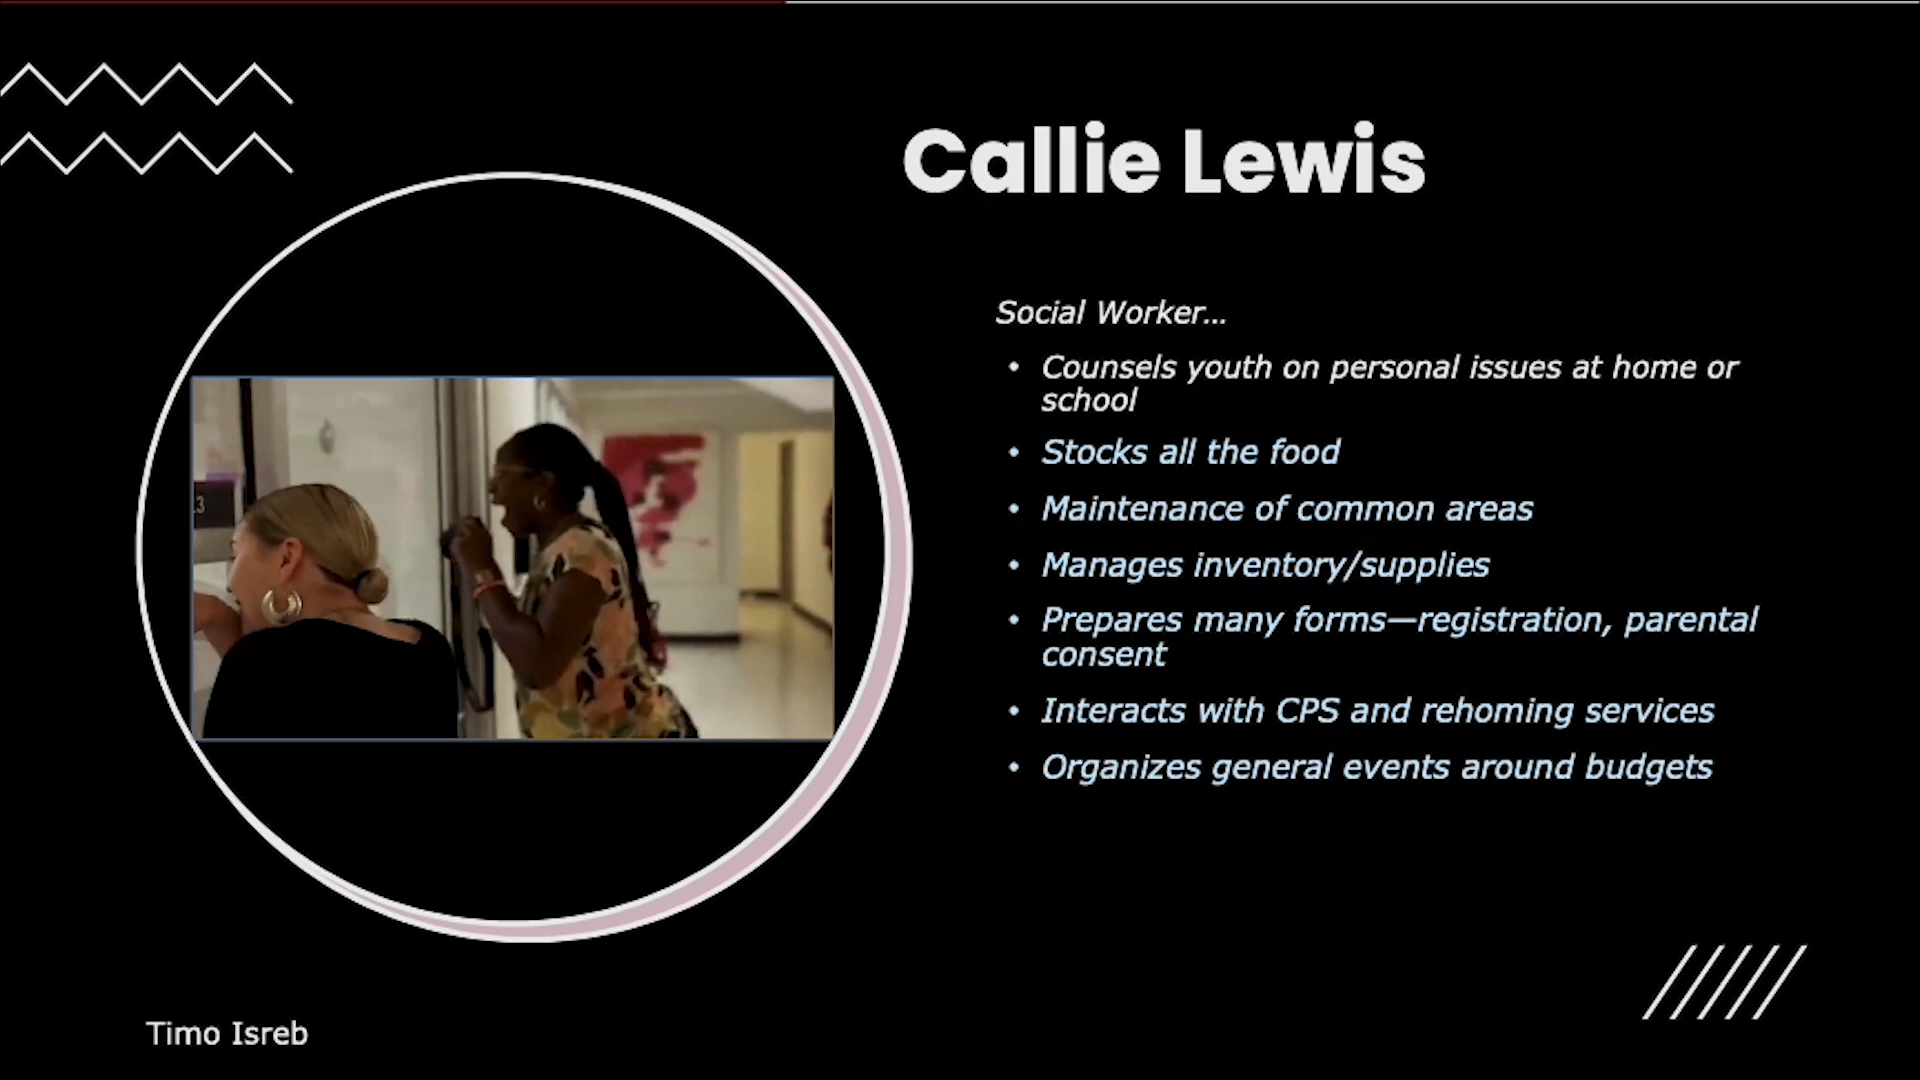 Callie Lewis
Social Worker...
• Counsels youth on personal issues at home or
school
• Stocks all the food
• Maintenance of common areas
• Manages inventory/supplies
• Prepares many forms—registration, parental
consent
• Interacts with CPS and rehoming services
• Organizes general events around budgets
.3
Timo Isreb